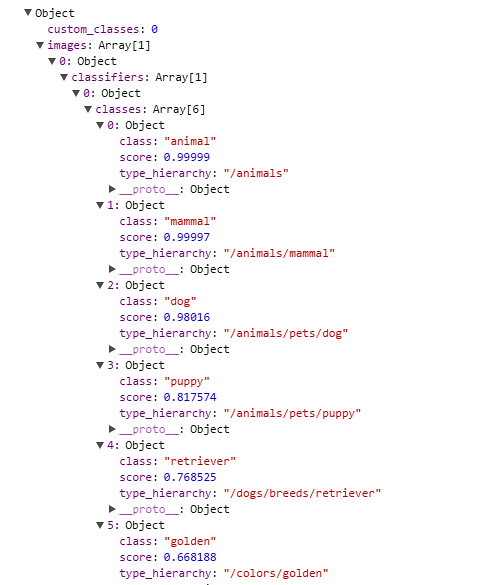 Object
custom_classes: 0
images: Array[1]
0: Object
classifiers: Array[1]
0: Object
classes: Array[6]
0: Object
class: "animal"
score: 0.99999
type_hierarchy: "/animals"
__proto__: Object
1: Object
class: "mammal"
score: 0.99997
type_hierarchy: "/animals/mammal"
__proto__: Object
2: Object
class: "dog"
score: 0.98016
type_hierarchy: "/animals/pets/dog"
__proto__: Object
3: Object
class: "puppy"
score: 0.817574
type_hierarchy: "/animals/pets/puppy"
__proto__: Object
4: Object
class: "retriever"
score: 0.768525
type_hierarchy: "/dogs/breeds/retriever"
__proto__: Object
5: Object
class: "golden"
score: 0.668188
type_hierarchy: "/colors/golden"